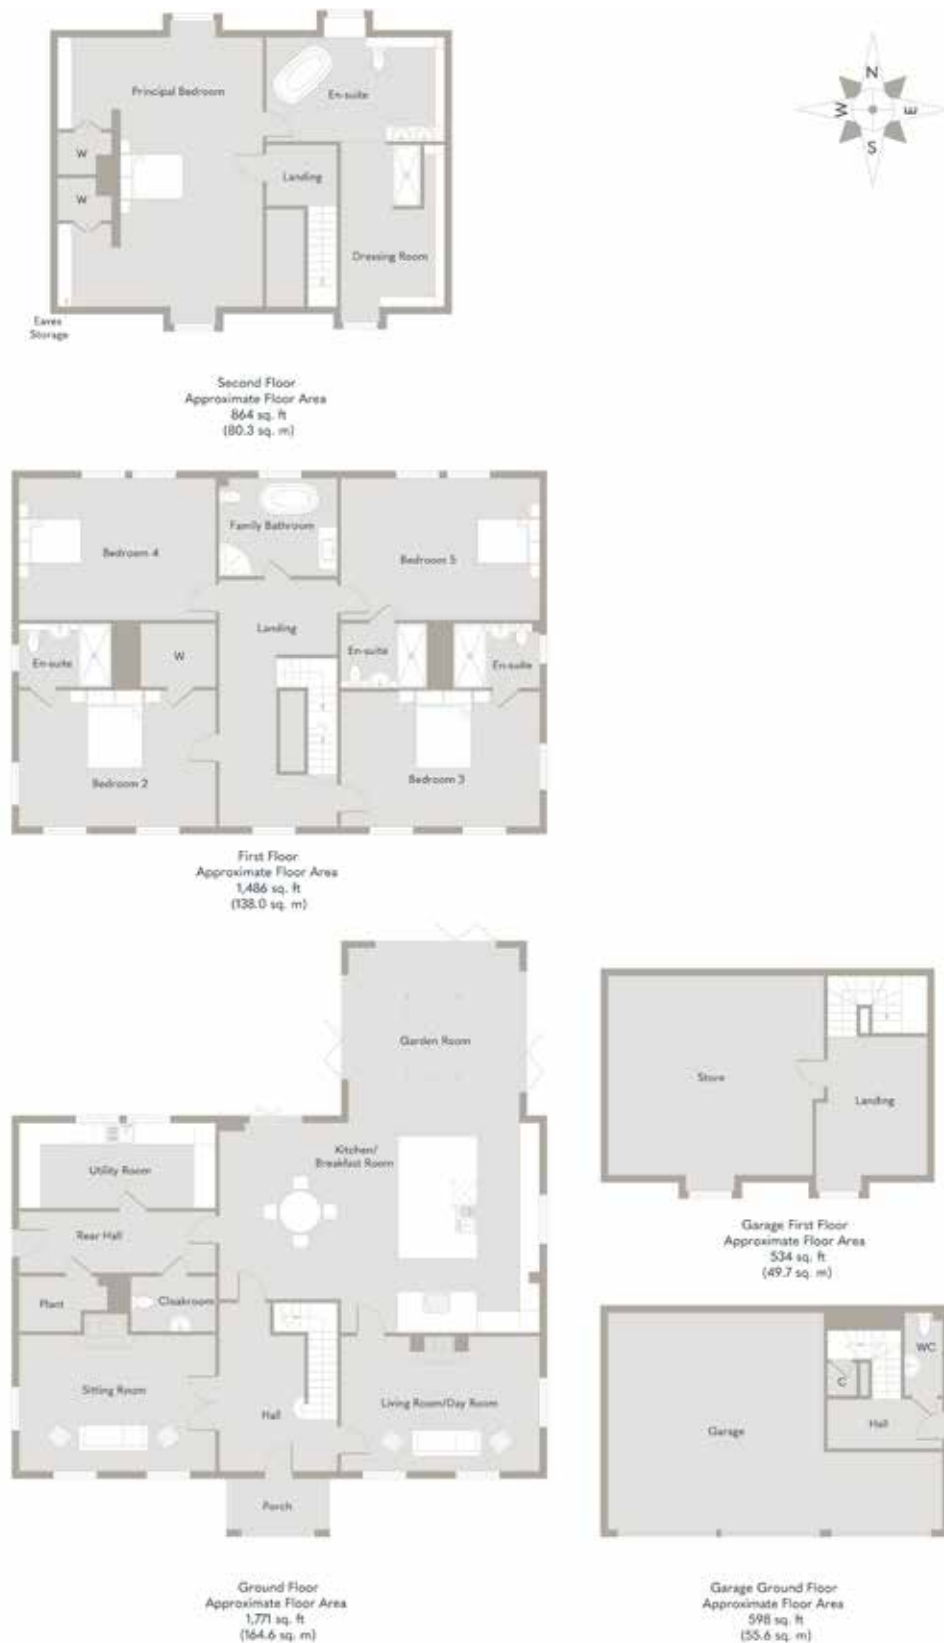 N
W
E
S
Principal Bedroom
En-suite
W
Landing
W
Dressing Room
Eaves
Storage
Second Floor
Approximate Floor Area
864 sq. ft
(80.3 sq. m)
Family Bathroom
Bedroom 4
Bedroom 5
Landing
En-suite
W
En-suite
En-suite
Bedroom 2
Bedroom 3
First Floor
Approximate Floor Area
1,486 sq. ft
(138.0 sq. m)
Garden Room
Kitchen/
Breakfast Room
Utility Room
Rear Hall
Plant
Cloakroom
Sitting Room
Hall
Living Room/Day Room
Porch
Ground Floor
Approximate Floor Area
1,771 sq. ft
(164.6 sq. m)
Store
Landing
Garage First Floor
Approximate Floor Area
534 sq. ft
(49.7 sq. m)
WC
C
Hall
Garage
Garage Ground Floor
Approximate Floor Area
598 sq. ft
(55.6 sq. m)